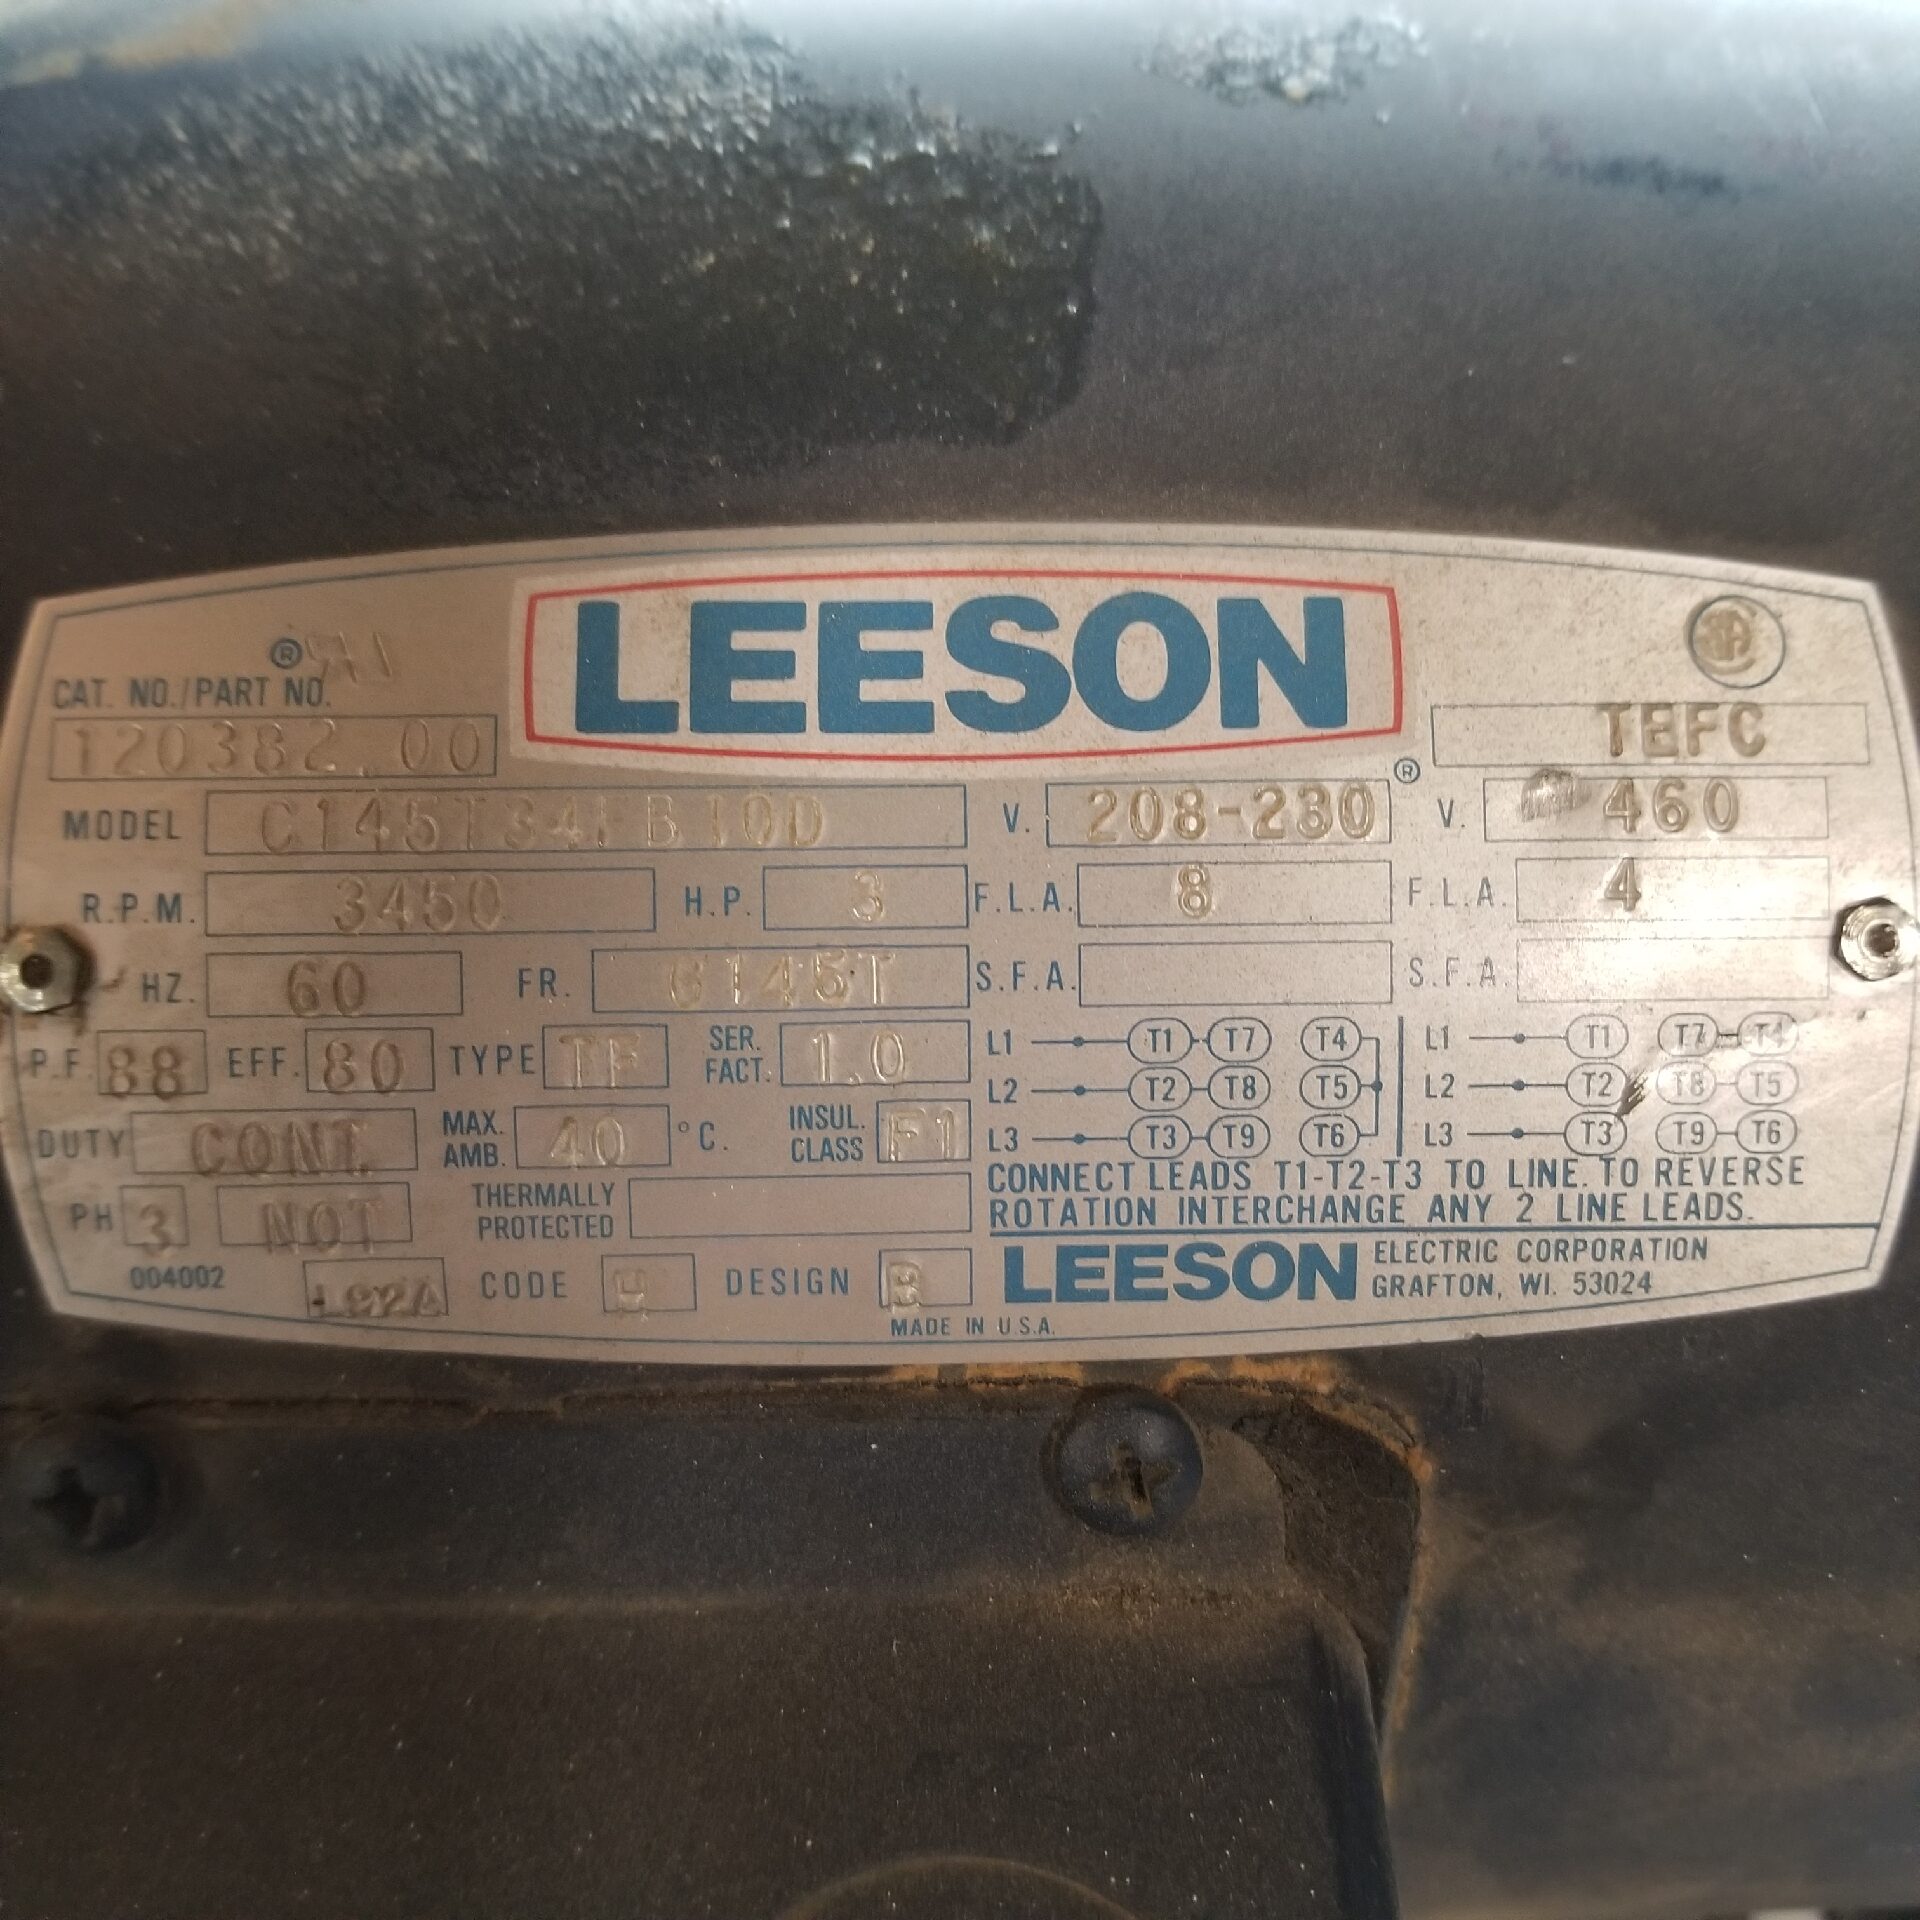 LEESON
®
CAT. NO./PART NO.
120382.00
TEFC
®
MODEL C145T34FB10D V. 208-230 V. 460
R.P.M. 3450 H.P. 3 F.L.A. 8 F.L.A. 4
HZ. 60 FR. G145T S.F.A. S.F.A.
P.F. 88 EFF. 80 TYPE TF SER. FACT. 1.0
DUTY CONT. MAX. AMB. 40 °C. INSUL. CLASS F1
PH 3 NOT THERMALLY PROTECTED
004002 CODE H DESIGN B
L1 T1 T7 T4 L1 T1 T7 T4
L2 T2 T8 T5 L2 T2 T8 T5
L3 T3 T9 T6 L3 T3 T9 T6
CONNECT LEADS T1-T2-T3 TO LINE. TO REVERSE
ROTATION INTERCHANGE ANY 2 LINE LEADS.
LEESON ELECTRIC CORPORATION
GRAFTON, WI. 53024
MADE IN U.S.A.